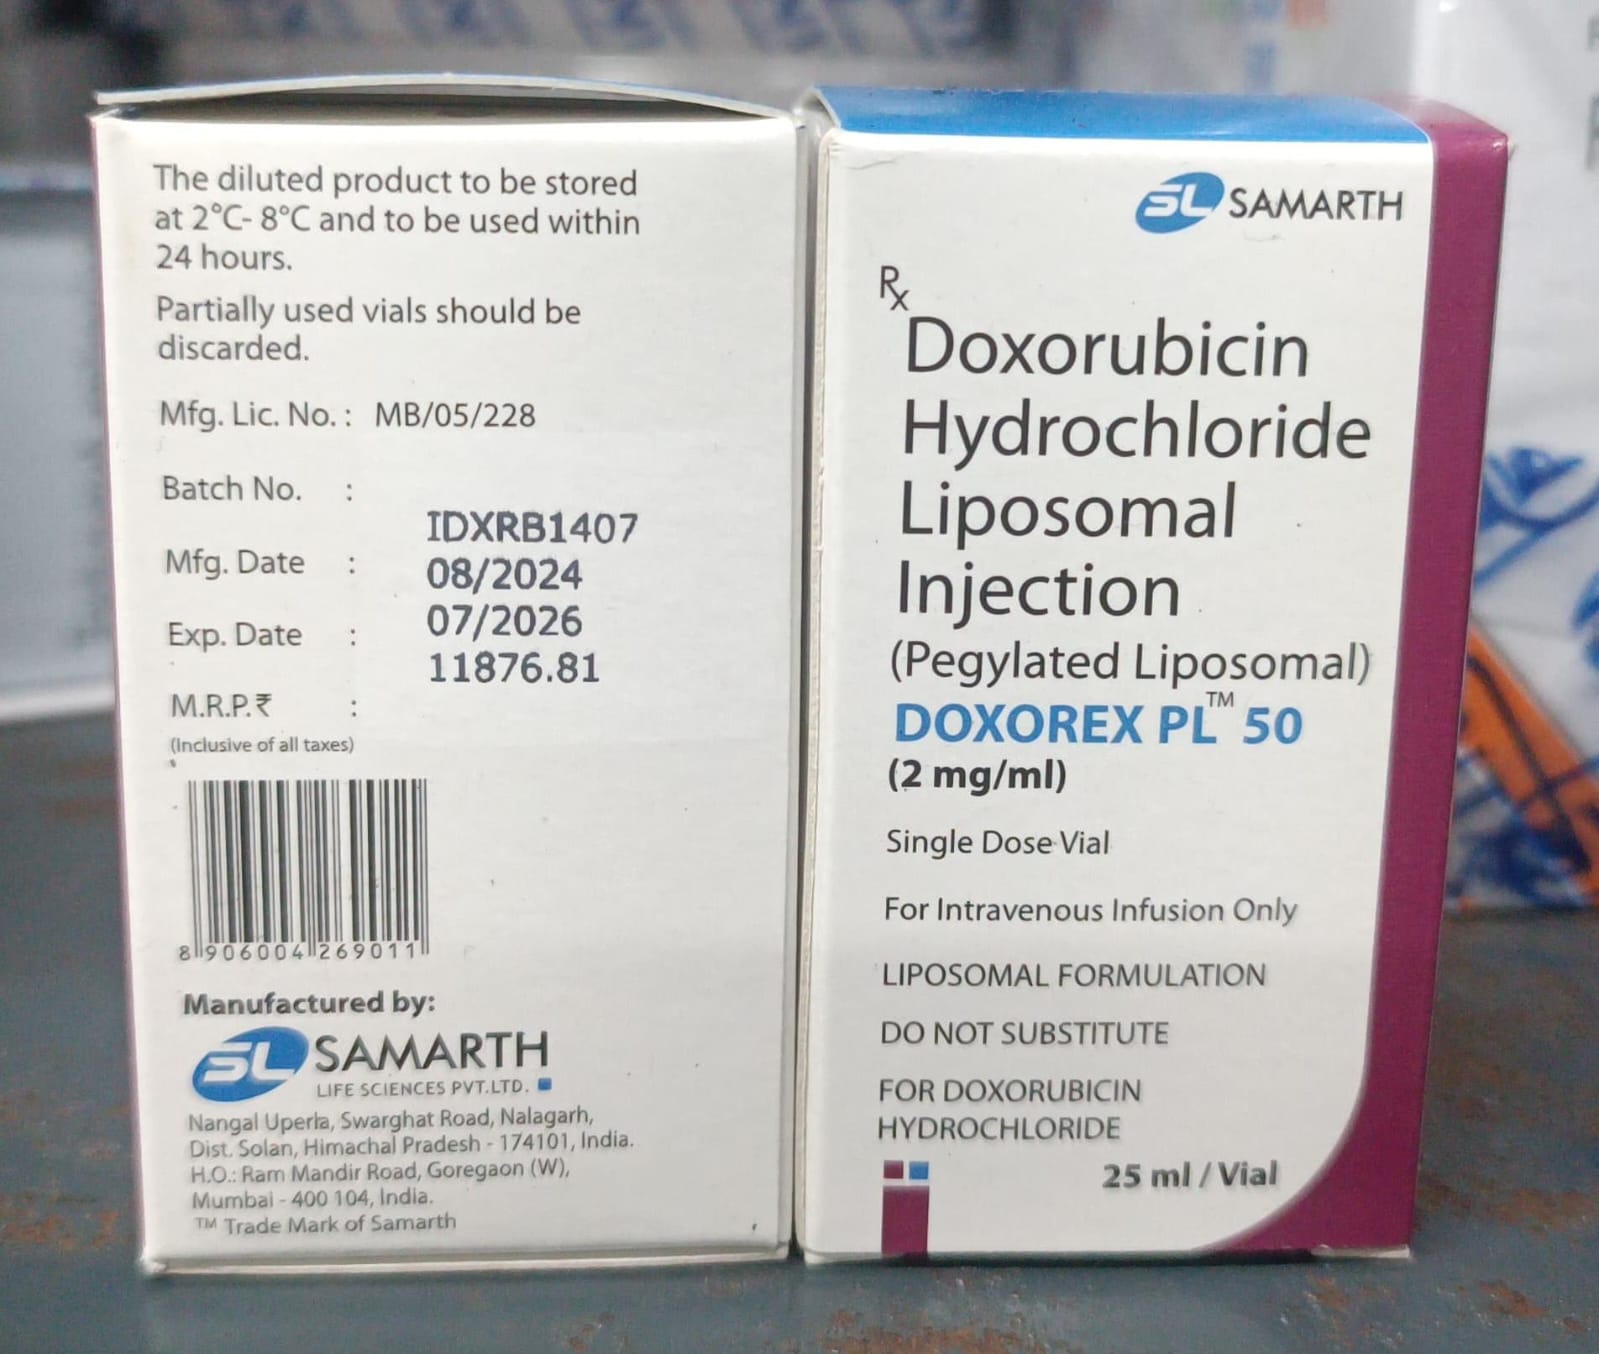 The diluted product to be stored
at 2°C- 8°C and to be used within
24 hours.
Partially used vials should be
discarded.
Mfg. Lic. No. : MB/05/228
Batch No. :
IDXRB1407
Mfg. Date :
08/2024
Exp. Date :
07/2026
M.R.P.₹ :
11876.81
(Inclusive of all taxes)
8 906004 269011
Manufactured by:
SL SAMARTH
LIFE SCIENCES PVT.LTD.
Nangal Uperla, Swarghat Road, Nalagarh,
Dist. Solan, Himachal Pradesh - 174101, India.
H.O.: Ram Mandir Road, Goregaon (W),
Mumbai - 400 104, India.
™ Trade Mark of Samarth
SL SAMARTH
Rx
Doxorubicin
Hydrochloride
Liposomal
Injection
(Pegylated Liposomal)
DOXOREX PL™ 50
(2 mg/ml)
Single Dose Vial
For Intravenous Infusion Only
LIPOSOMAL FORMULATION
DO NOT SUBSTITUTE
FOR DOXORUBICIN
HYDROCHLORIDE
25 ml / Vial